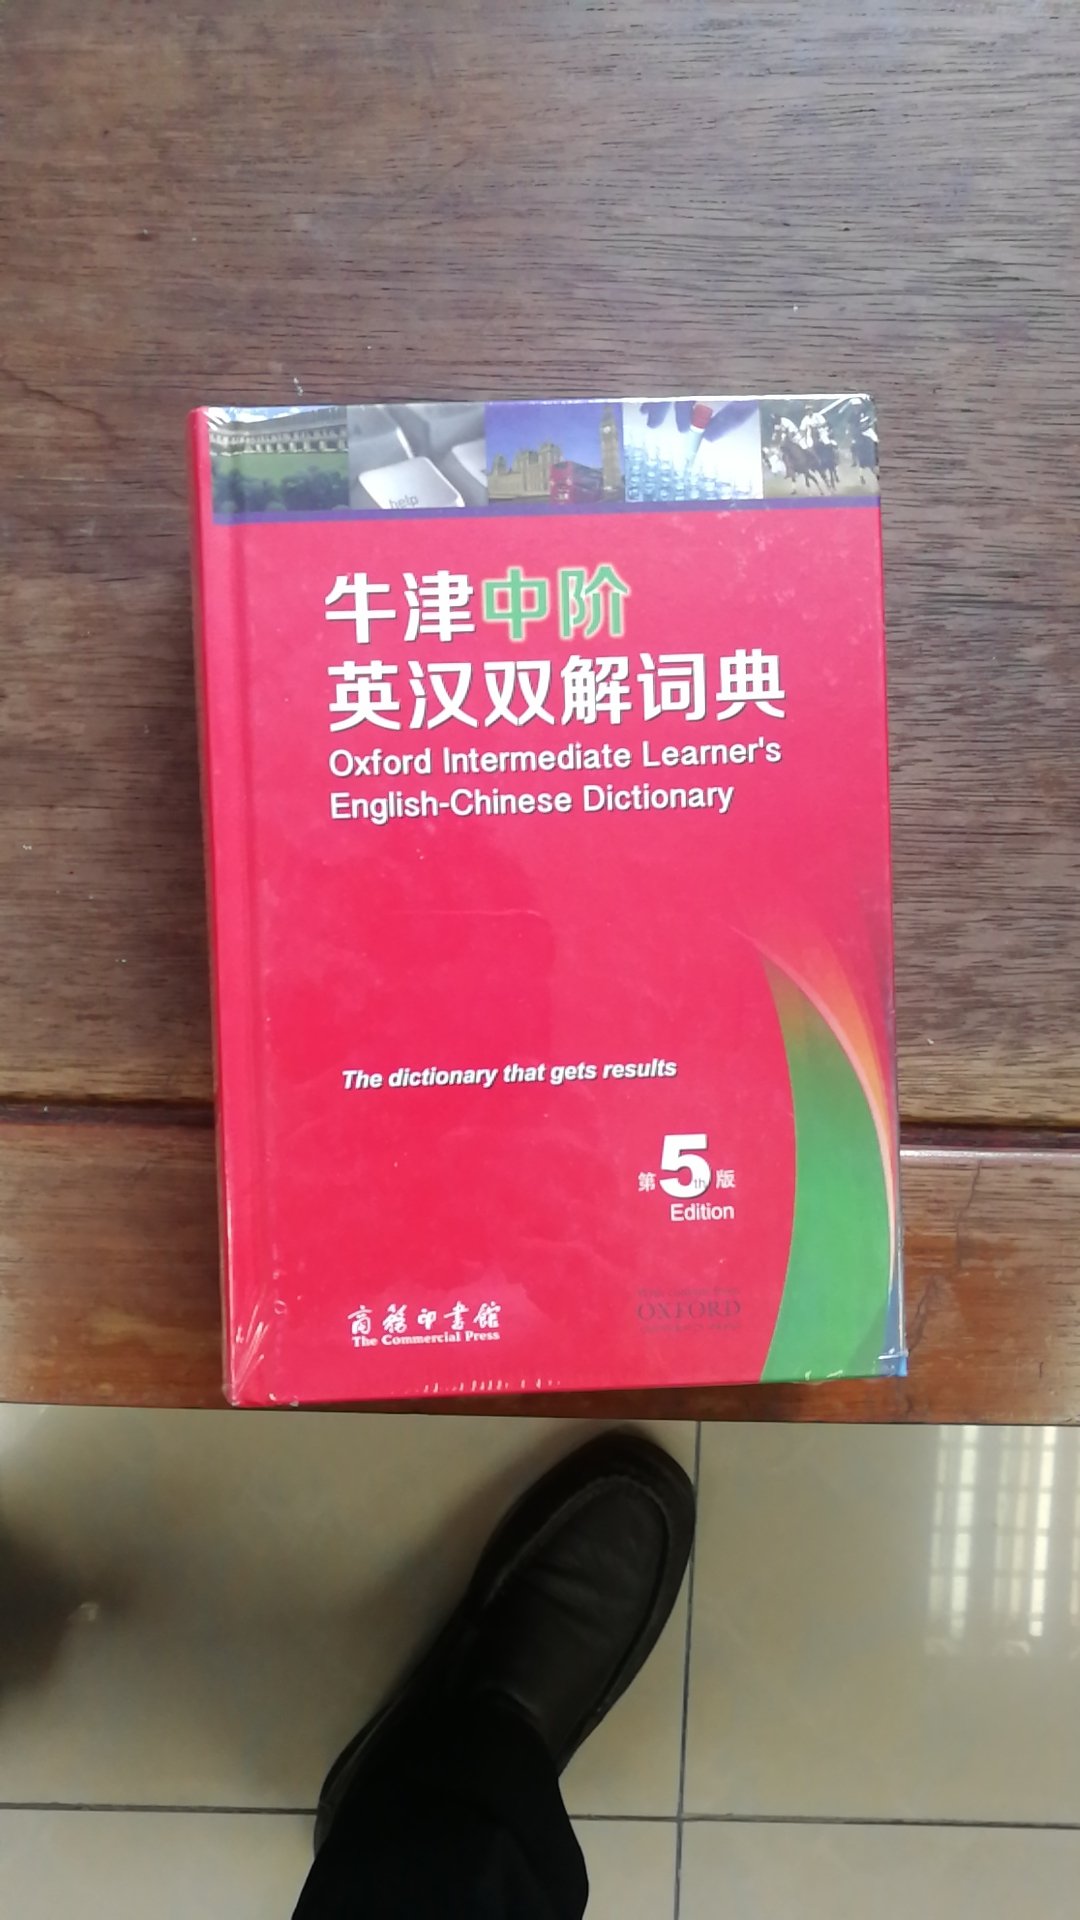 help
牛津中阶
英汉双解词典
Oxford Intermediate Learner's
English-Chinese Dictionary
The dictionary that gets results
第5th版
Edition
商務印書館
The Commercial Press
OXFORD